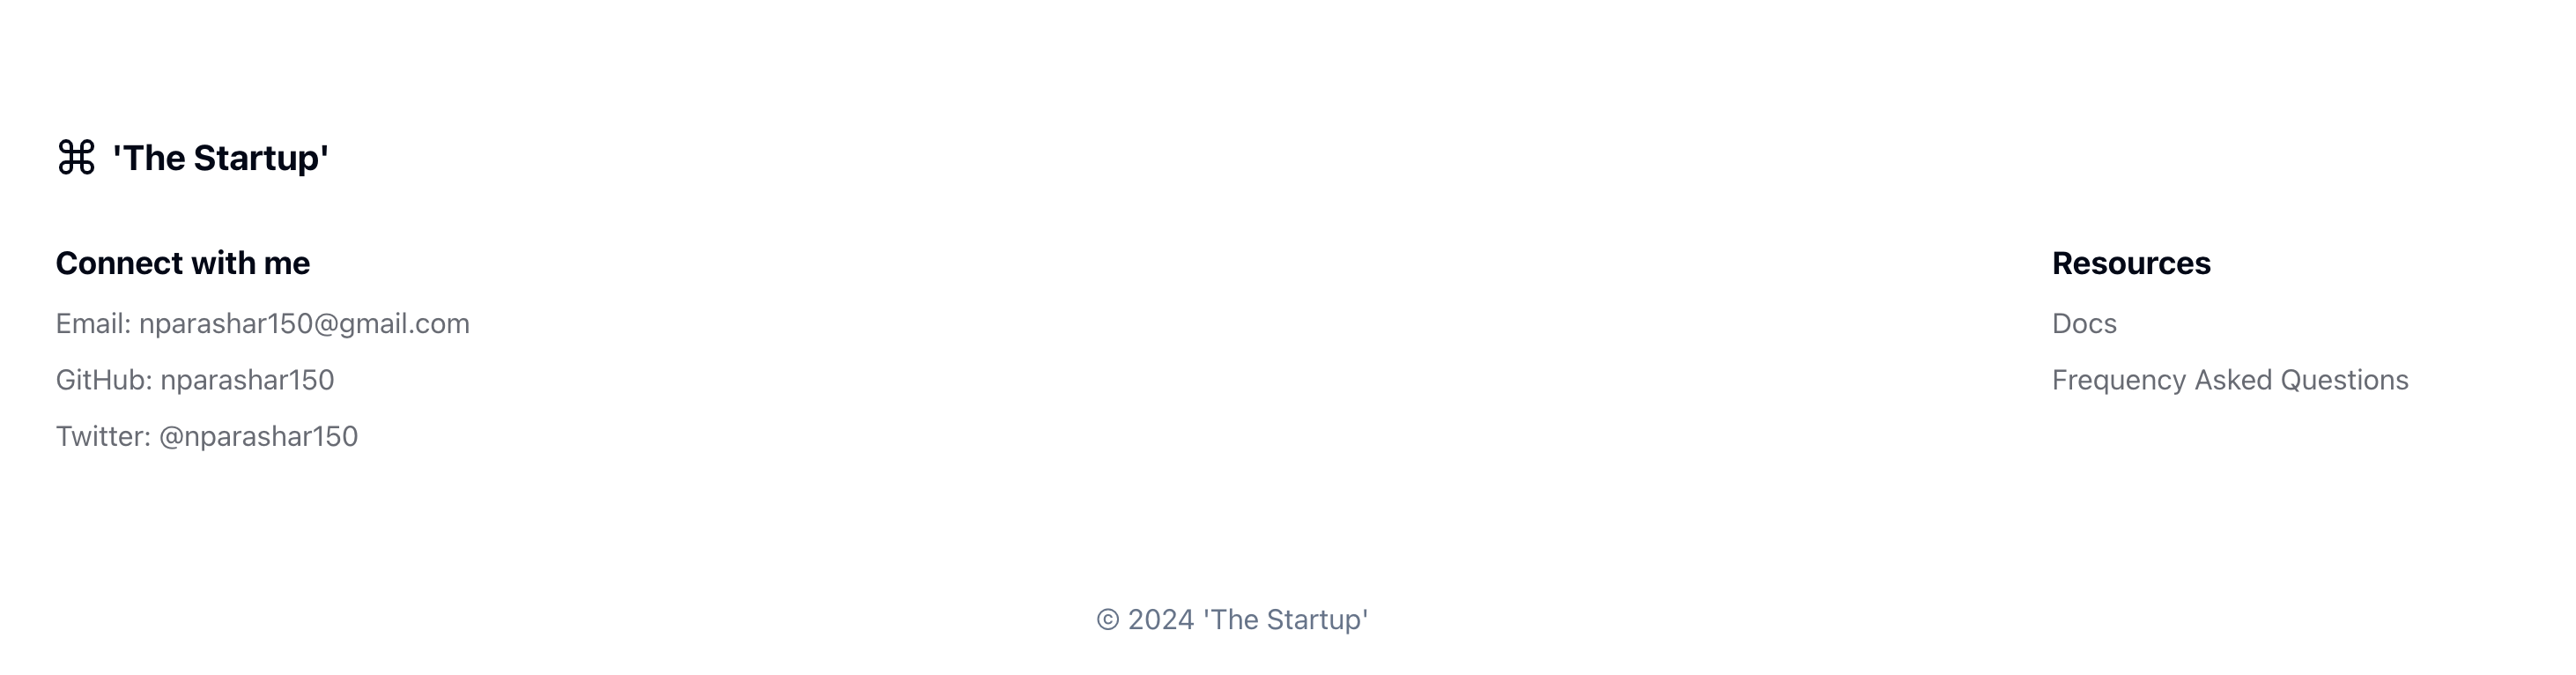 ⌘ 'The Startup'
Connect with me
Email: nparashar150@gmail.com
GitHub: nparashar150
Twitter: @nparashar150
Resources
Docs
Frequency Asked Questions
© 2024 'The Startup'